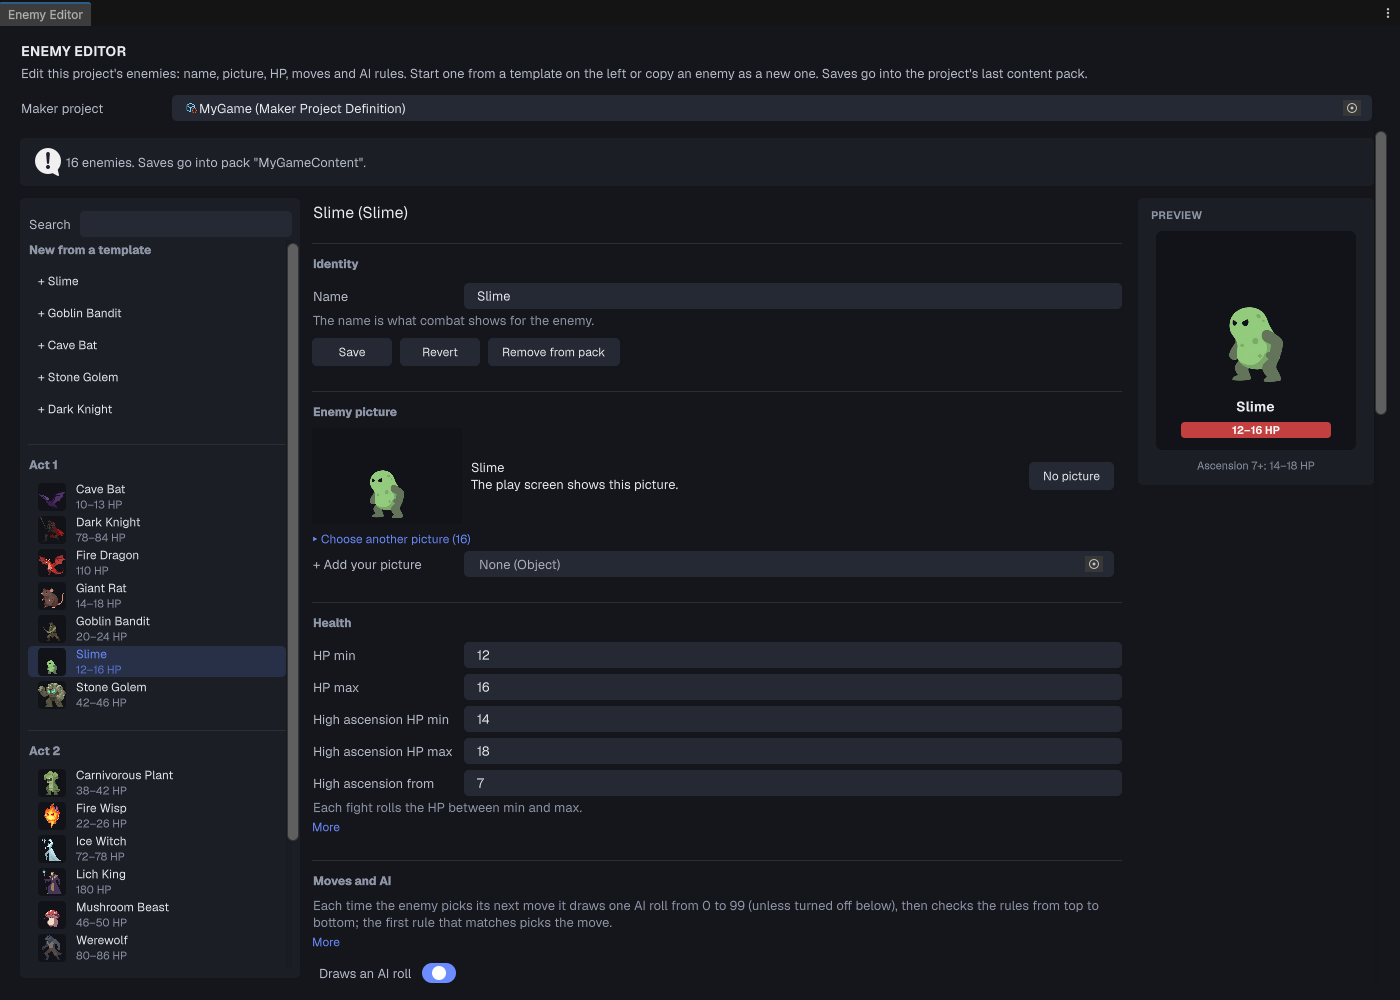 Enemy Editor
ENEMY EDITOR
Edit this project's enemies: name, picture, HP, moves and AI rules. Start one from a template on the left or copy an enemy as a new one. Saves go into the project's last content pack.
Maker project
MyGame (Maker Project Definition)
16 enemies. Saves go into pack "MyGameContent".
Search
New from a template
+ Slime
+ Goblin Bandit
+ Cave Bat
+ Stone Golem
+ Dark Knight
Act 1
Cave Bat
10–13 HP
Dark Knight
78–84 HP
Fire Dragon
110 HP
Giant Rat
14–18 HP
Goblin Bandit
20–24 HP
Slime
12–16 HP
Stone Golem
42–46 HP
Act 2
Carnivorous Plant
38–42 HP
Fire Wisp
22–26 HP
Ice Witch
72–78 HP
Lich King
180 HP
Mushroom Beast
46–50 HP
Werewolf
80–86 HP
Slime (Slime)
Identity
Name
Slime
The name is what combat shows for the enemy.
Save
Revert
Remove from pack
Enemy picture
Slime
The play screen shows this picture.
No picture
Choose another picture (16)
+ Add your picture
None (Object)
Health
HP min
12
HP max
16
High ascension HP min
14
High ascension HP max
18
High ascension from
7
Each fight rolls the HP between min and max.
More
Moves and AI
Each time the enemy picks its next move it draws one AI roll from 0 to 99 (unless turned off below), then checks the rules from top to
bottom; the first rule that matches picks the move.
More
Draws an AI roll
PREVIEW
Slime
12–16 HP
Ascension 7+: 14–18 HP